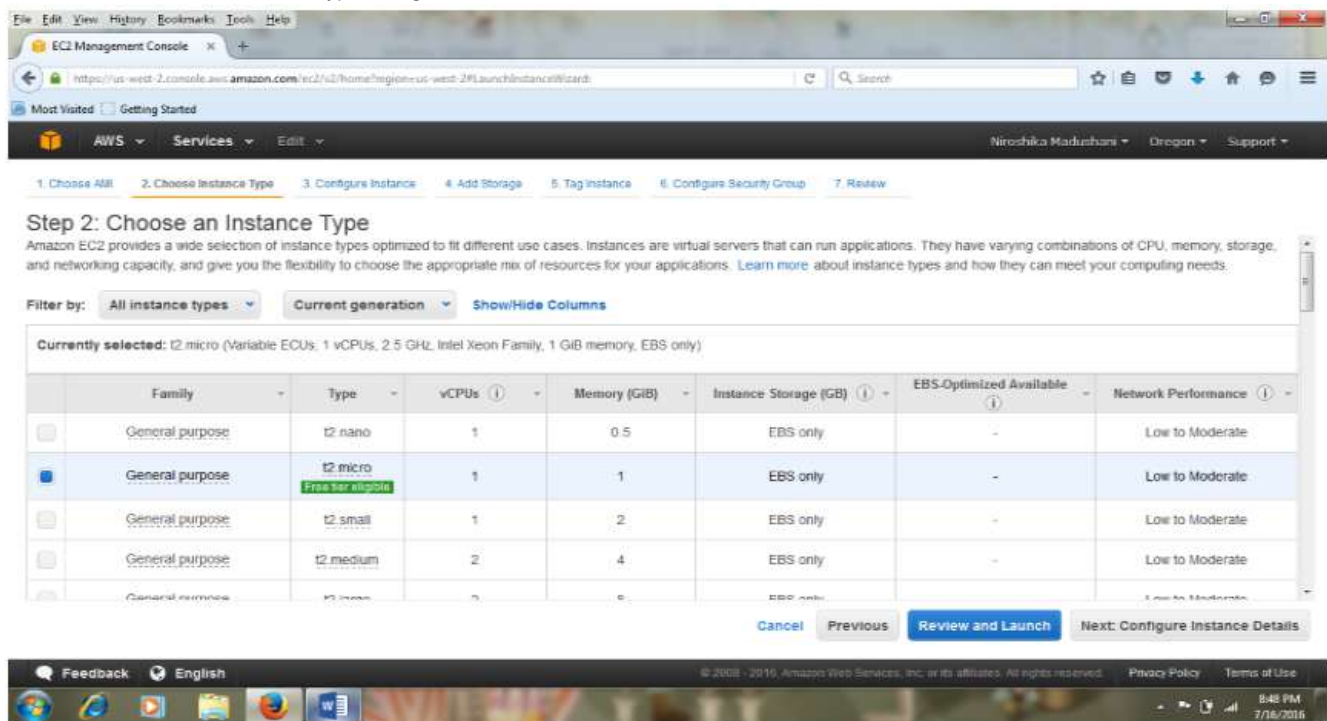 File Edit View History Bookmarks Tools Help
EC2 Management Console
https://us-west-2.console.aws.amazon.com/ec2/v2/home?region=us-west-2#LaunchInstanceWizard:
Search
Most Visited Getting Started
AWS Services Edit Niroshika Madushani Oregon Support
1. Choose AMI 2. Choose Instance Type 3. Configure Instance 4. Add Storage 5. Tag Instance 6. Configure Security Group 7. Review
Step 2: Choose an Instance Type
Amazon EC2 provides a wide selection of instance types optimized to fit different use cases. Instances are virtual servers that can run applications. They have varying combinations of CPU, memory, storage,
and networking capacity, and give you the flexibility to choose the appropriate mix of resources for your applications. Learn more about instance types and how they can meet your computing needs.
Filter by: All instance types Current generation Show/Hide Columns
Currently selected: t2.micro (Variable ECUs, 1 vCPUs, 2.5 GHz, Intel Xeon Family, 1 GiB memory, EBS only)
Family Type vCPUs Memory (GiB) Instance Storage (GB) EBS-Optimized Available Network Performance
General purpose t2.nano 1 0.5 EBS only - Low to Moderate
General purpose t2.micro 1 1 EBS only - Low to Moderate
Free tier eligible
General purpose t2.small 1 2 EBS only - Low to Moderate
General purpose t2.medium 2 4 EBS only - Low to Moderate
General purpose t2.large 2 8 EBS only Low to Moderate
Cancel Previous Review and Launch Next: Configure Instance Details
Feedback English © 2008 - 2016, Amazon Web Services, Inc. or its affiliates. All rights reserved. Privacy Policy Terms of Use
8:48 PM
7/16/2016